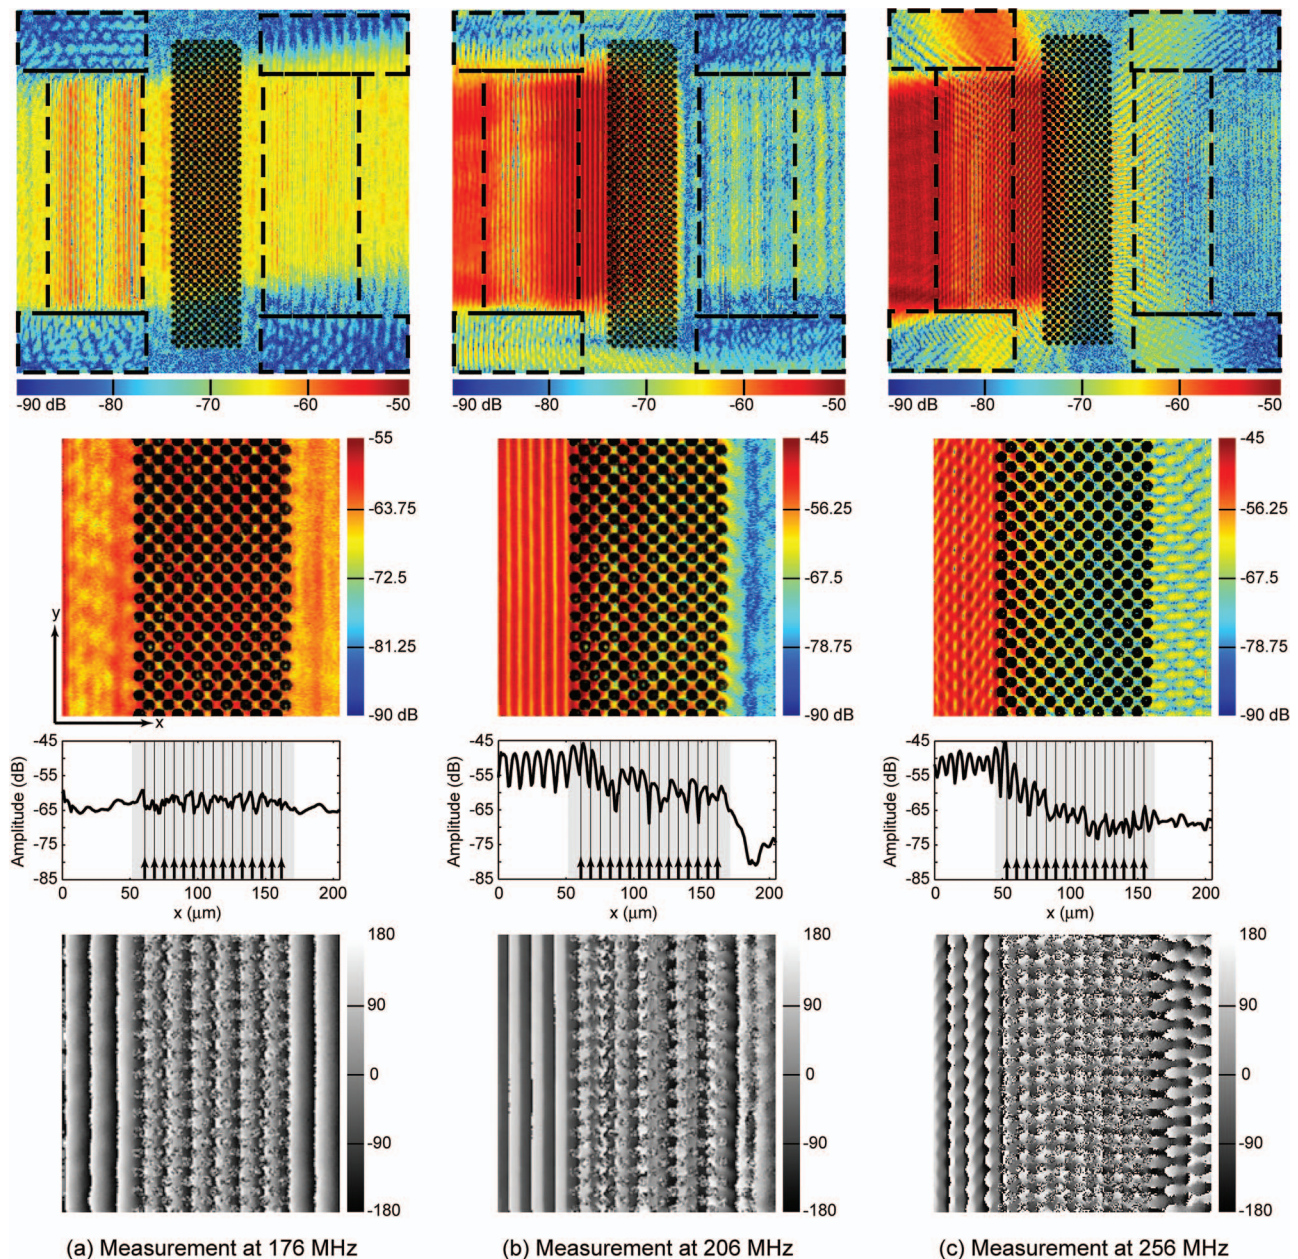 -90 dB -80 -70 -60 -50
-90 dB -80 -70 -60 -50
-90 dB -80 -70 -60 -50
-55
-63.75
-72.5
-81.25
-90 dB
y
x
-45
-56.25
-67.5
-78.75
-90 dB
-45
-56.25
-67.5
-78.75
-90 dB
Amplitude (dB)
-45
-55
-65
-75
-85
0 50 100 150 200
x (μm)
Amplitude (dB)
-45
-55
-65
-75
-85
0 50 100 150 200
x (μm)
Amplitude (dB)
-45
-55
-65
-75
-85
0 50 100 150 200
x (μm)
180
90
0
-90
-180
180
90
0
-90
-180
180
90
0
-90
-180
(a) Measurement at 176 MHz
(b) Measurement at 206 MHz
(c) Measurement at 256 MHz